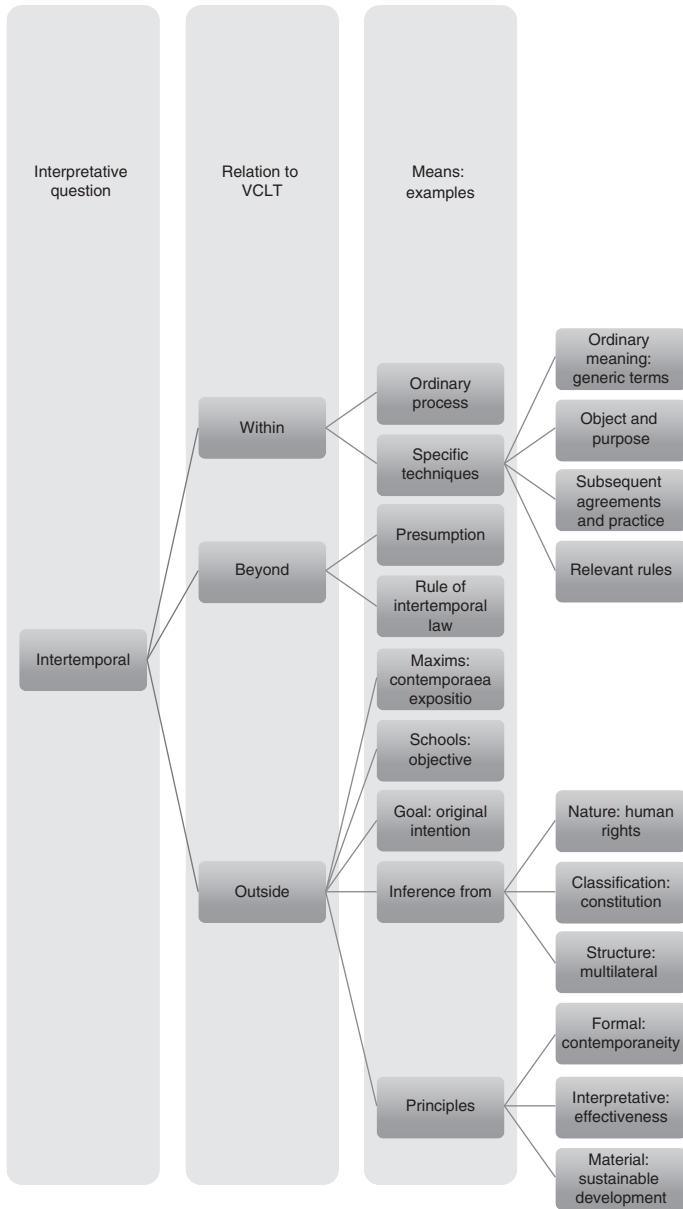 Interpretative
question
Relation to
VCLT
Means:
examples
Intertemporal
Within
Beyond
Outside
Ordinary
process
Specific
techniques
Presumption
Rule of
intertemporal
law
Maxims:
contemporaea
expositio
Schools:
objective
Goal: original
intention
Inference from
Principles
Ordinary
meaning:
generic terms
Object and
purpose
Subsequent
agreements
and practice
Relevant rules
Nature: human
rights
Classification:
constitution
Structure:
multilateral
Formal:
contemporaneity
Interpretative:
effectiveness
Material:
sustainable
development